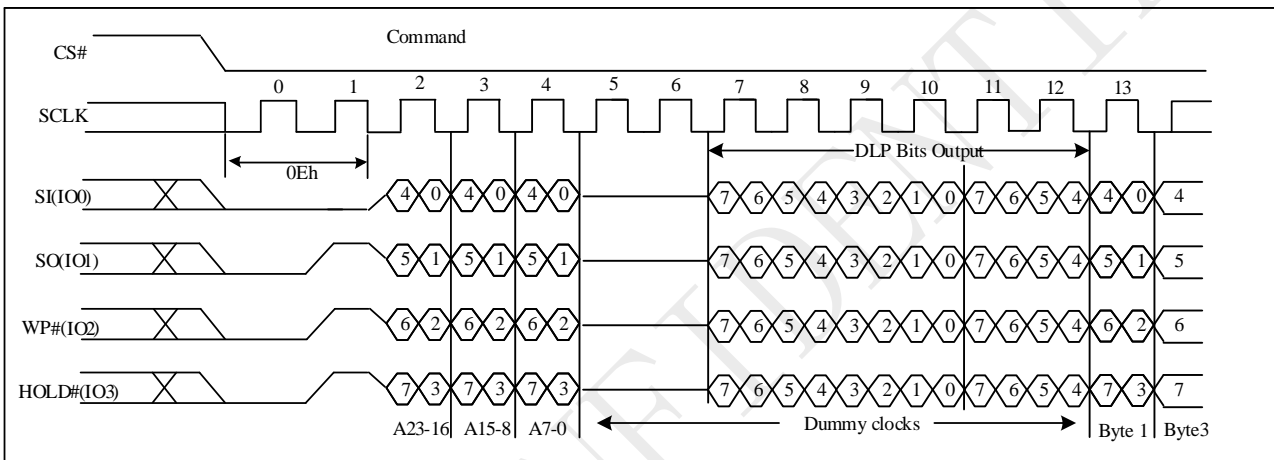 Command
CS#
0 1 2 3 4 5 6 7 8 9 10 11 12 13
SCLK
DLP Bits Output
0Eh
SI(IO0) 4 0 4 0 4 0 7 6 5 4 3 2 1 0 7 6 5 4 4 0 4
SO(IO1) 5 1 5 1 5 1 7 6 5 4 3 2 1 0 7 6 5 4 5 1 5
WP#(IO2) 6 2 6 2 6 2 7 6 5 4 3 2 1 0 7 6 5 4 6 2 6
HOLD#(IO3) 7 3 7 3 7 3 7 6 5 4 3 2 1 0 7 6 5 4 7 3 7
A23-16 A15-8 A7-0 Dummy clocks Byte 1 Byte3